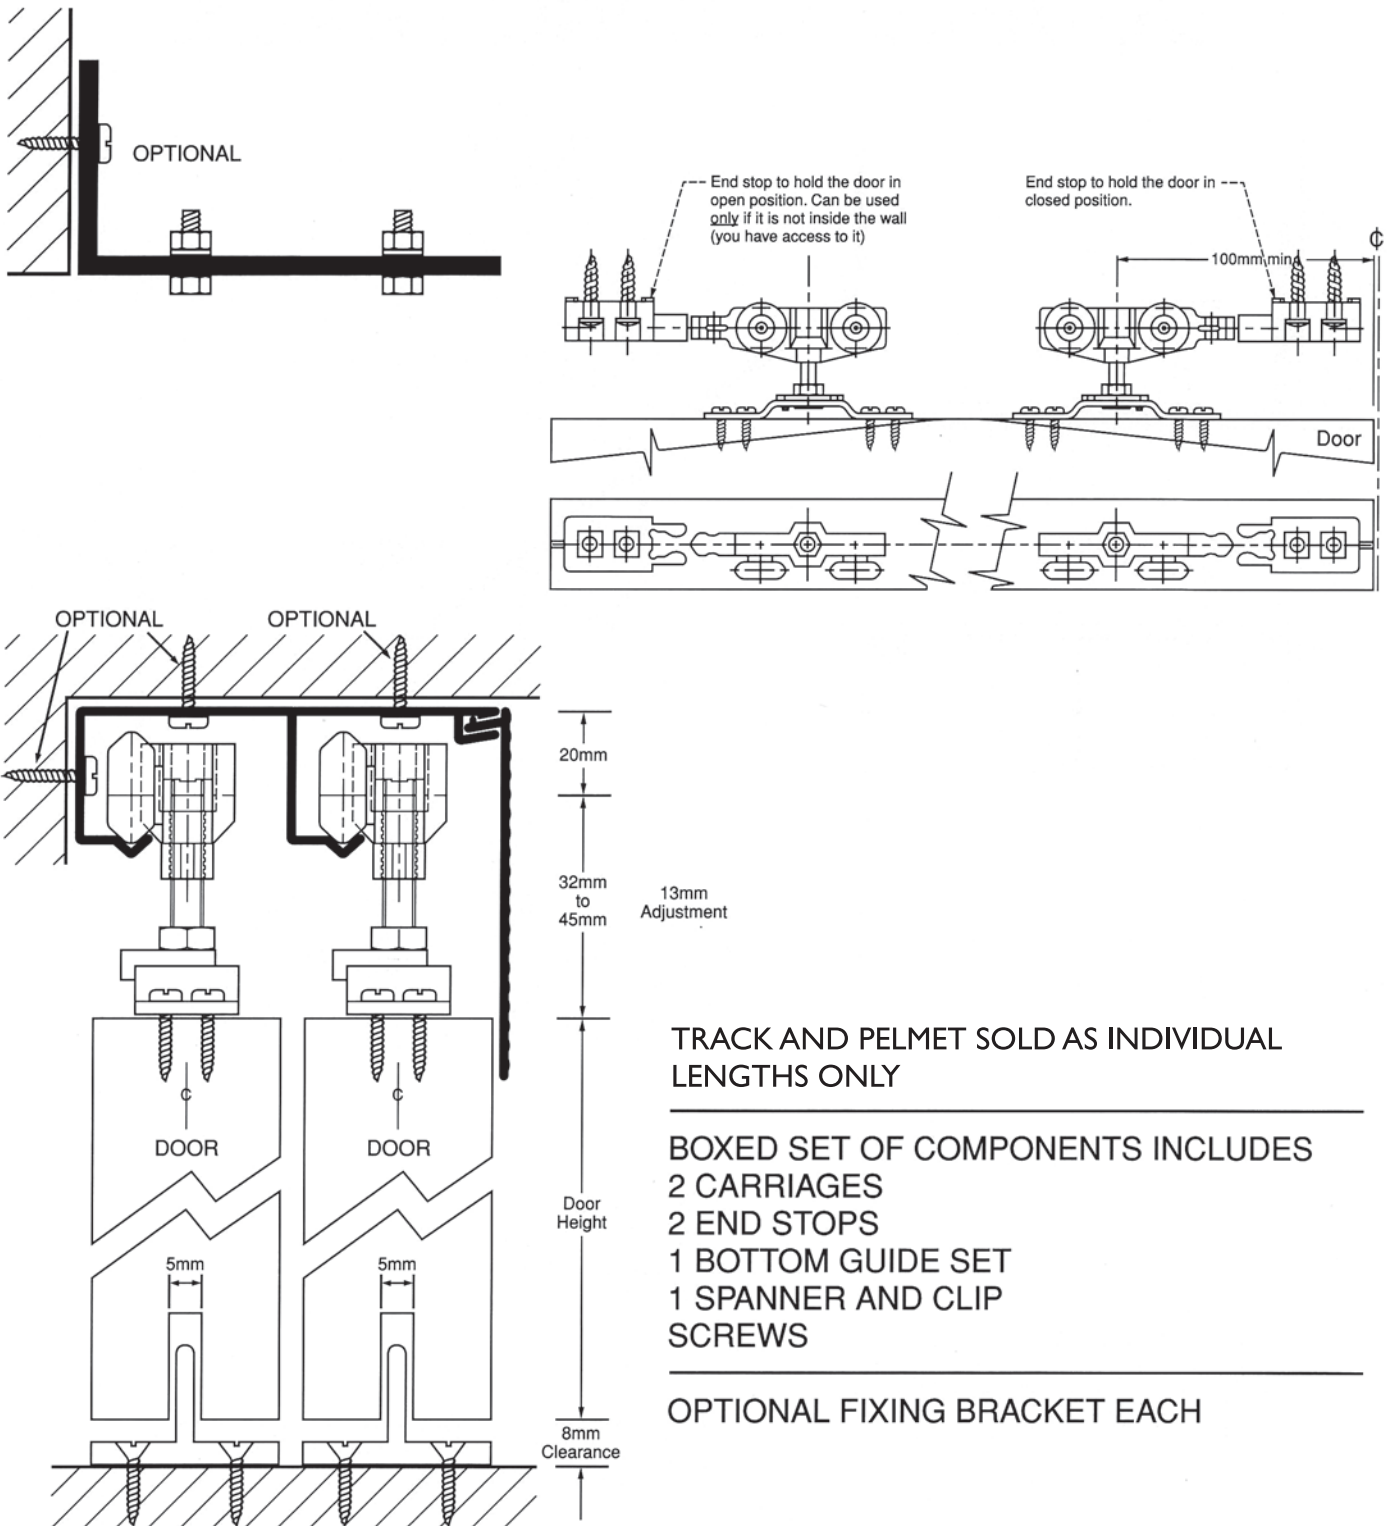 OPTIONAL
End stop to hold the door in
open position. Can be used
only if it is not inside the wall
(you have access to it)
End stop to hold the door in
closed position.
100mm min
Door
OPTIONAL
OPTIONAL
20mm
32mm
to
45mm
13mm
Adjustment
DOOR
DOOR
Door
Height
5mm
5mm
8mm
Clearance
TRACK AND PELMET SOLD AS INDIVIDUAL
LENGTHS ONLY
BOXED SET OF COMPONENTS INCLUDES
2 CARRIAGES
2 END STOPS
1 BOTTOM GUIDE SET
1 SPANNER AND CLIP
SCREWS
OPTIONAL FIXING BRACKET EACH